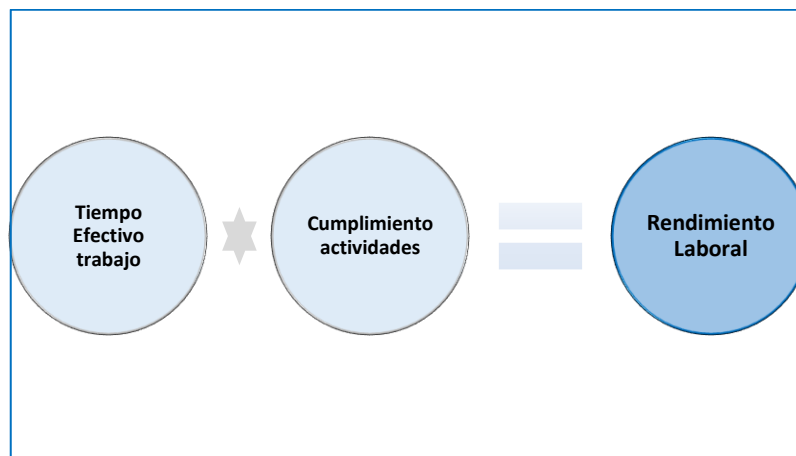 Tiempo
Efectivo
trabajo
Cumplimiento
actividades
Rendimiento
Laboral